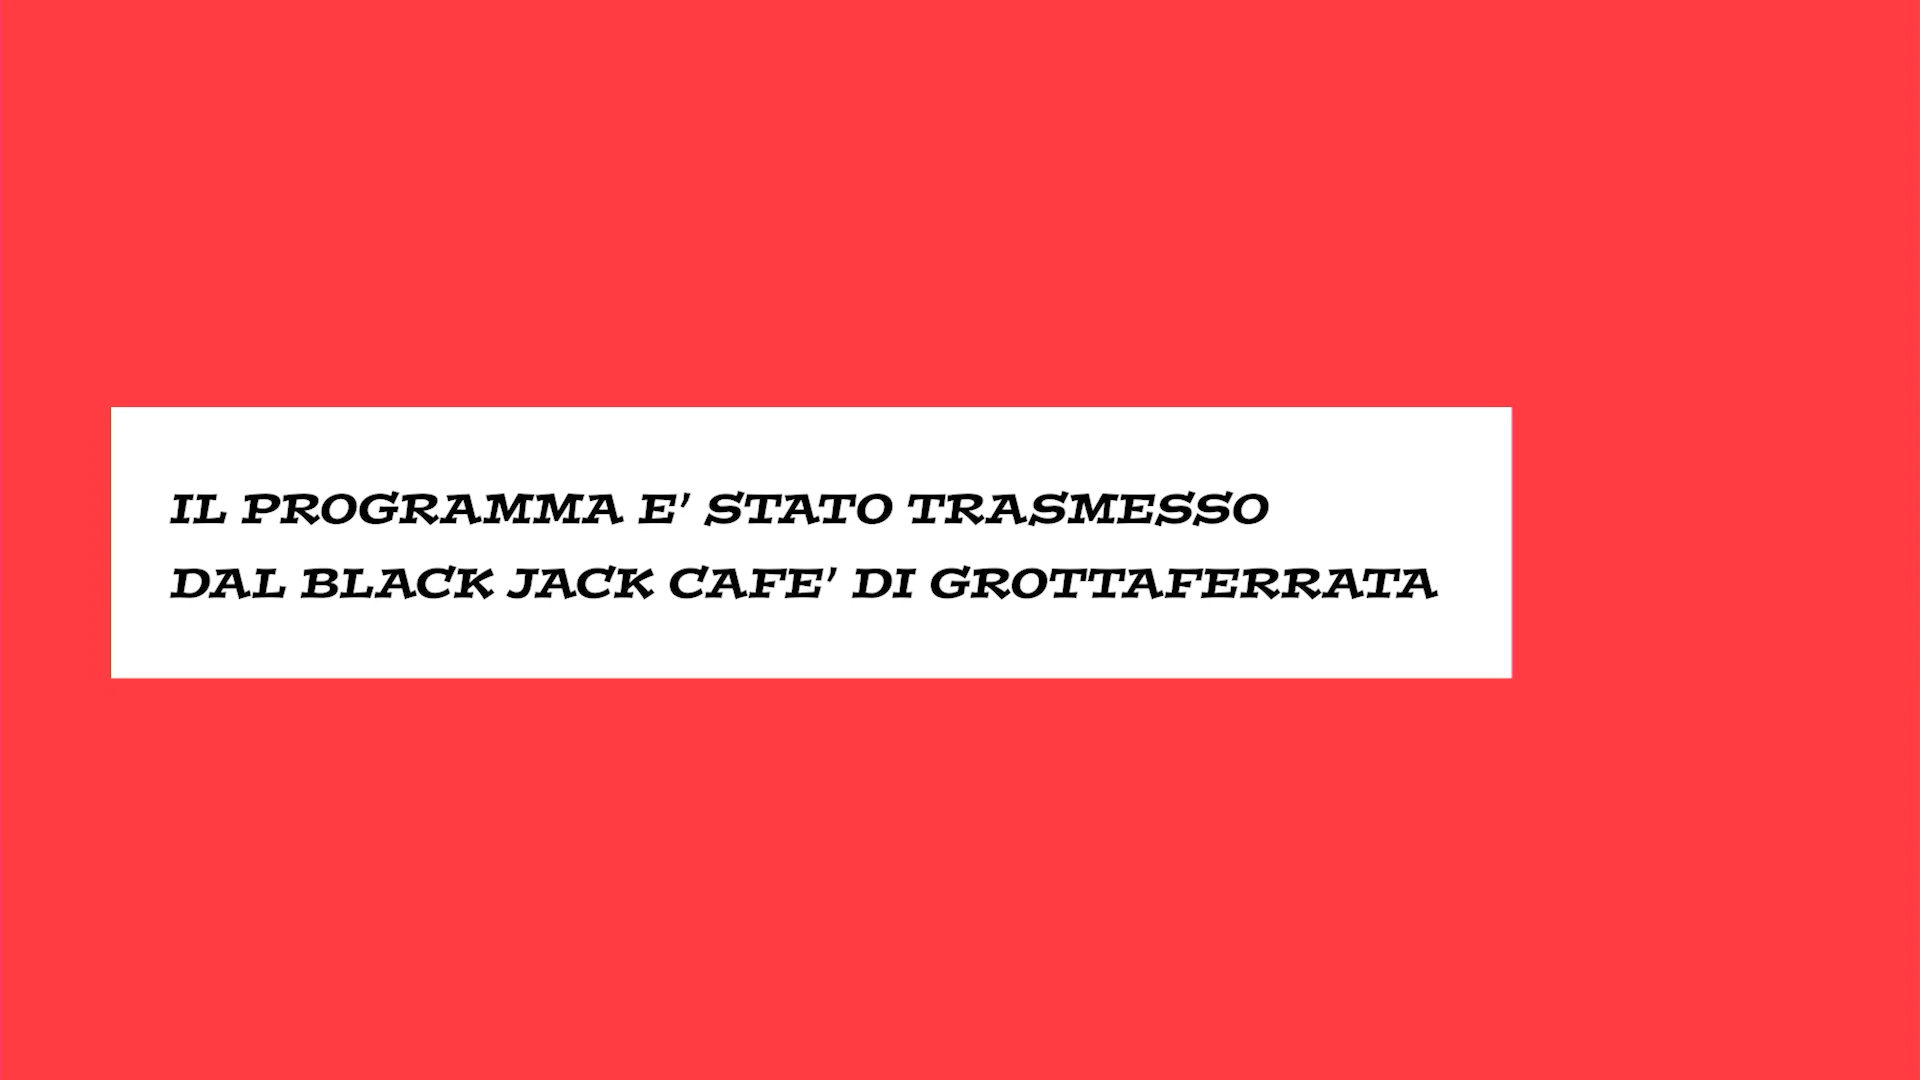 IL PROGRAMMA E' STATO TRASMESSO
DAL BLACK JACK CAFE' DI GROTTAFERRATA